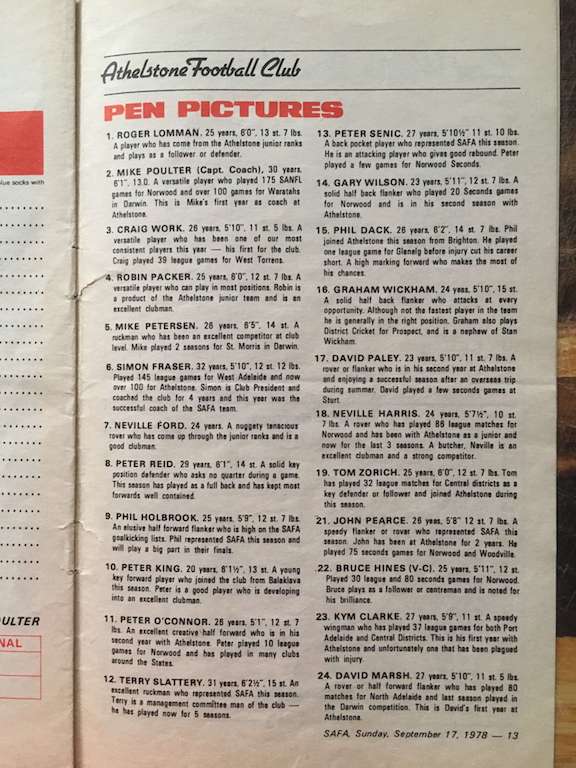 Athelstone Football Club
PEN PICTURES
1. ROGER LOMMAN. 25 years, 6'0", 13 st. 7 lbs.
A player who has come from the Athelstone junior ranks
and plays as a follower or defender.
2. MIKE POULTER (Capt. Coach), 30 years,
6'1", 13.0. A versatile player who played 175 SANFL
games for Norwood and over 100 games for Waratahs
in Darwin. This is Mike's first year as coach at
Athelstone.
3. CRAIG WORK. 26 years, 5'10", 11 st. 5 lbs. A
versatile player who has been one of our most
consistent players this year — his first for the club.
Craig played 39 league games for West Torrens.
4. ROBIN PACKER. 25 years, 6'0", 12 st. 7 lbs. A
versatile player who can play in most positions. Robin is
a product of the Athelstone junior team and is an
excellent clubman.
5. MIKE PETERSEN. 26 years, 6'5", 14 st. A
ruckman who has been an excellent competitor at club
level. Mike played 2 seasons for St. Morris in Darwin.
6. SIMON FRASER. 32 years, 5'10", 12 st. 12 lbs.
Played 145 league games for West Adelaide and now
over 100 for Athelstone. Simon is Club President and
coached the club for 4 years and this year was the
successful coach of the SAFA team.
7. NEVILLE FORD. 24 years. A nuggety tenacious
rover who has come up through the junior ranks and is a
good clubman.
8. PETER REID. 29 years, 6'1", 14 st. A solid key
position defender who asks no quarter during a game.
This season has played as a full back and has kept most
forwards well contained.
9. PHIL HOLBROOK. 25 years, 5'9", 12 st. 7 lbs.
An elusive half forward flanker who is high on the SAFA
goalkicking lists. Phil represented SAFA this season and
will play a big part in their finals.
10. PETER KING. 20 years, 6'1½", 13 st. A young
key forward player who joined the club from Balaklava
this season. Peter is a good player who is developing
into an excellent clubman.
11. PETER O'CONNOR. 26 years, 5'1", 12 st. 7
lbs. An excellent creative half forward who is in his
second year with Athelstone. Peter played 10 league
games for Norwood and has played in many clubs
around the States.
12. TERRY SLATTERY. 31 years, 6'2½", 15 st. An
excellent ruckman who represented SAFA this season.
Terry is a management committee man of the club —
he has played now for 5 seasons.
13. PETER SENIC. 27 years, 5'10½" 11 st. 10 lbs.
A back pocket player who represented SAFA this season.
He is an attacking player who gives good rebound. Peter
played a few games for Norwood Seconds.
14. GARY WILSON. 23 years, 5'11", 12 st. 7 lbs. A
solid half back flanker who played 20 Seconds games
for Norwood and is in his second season with
Athelstone.
15. PHIL DACK. 26 years, 6'2", 14 st. 7 lbs. Phil
joined Athelstone this season from Brighton. He played
one league game for Glenelg before injury cut his career
short. A high marking forward who makes the most of
his chances.
16. GRAHAM WICKHAM. 24 years, 5'10", 15 st.
A solid half back flanker who attacks at evary
opportunity. Although not the fastest player in the team
he is generally in the right position. Graham also plays
District Cricket for Prospect, and is a nephew of Stan
Wickham.
17. DAVID PALEY. 23 years, 5'10", 11 st. 7 lbs. A
rover or flanker who is in his second year at Athelstone
and enjoying a successful season after an overseas trip
during summer. David played a few seconds games at
Sturt.
18. NEVILLE HARRIS. 24 years, 5'7½", 10 st.
7 lbs. A rover who has played 86 league matches for
Norwood and has been with Athelstone as a junior and
now for the last 3 seasons. A butcher, Neville is an
excellent clubman and a strong competitor.
19. TOM ZORICH. 25 years, 6'0", 12 st. 7 lbs. Tom
has played 32 league matches for Central districts as a
key defender or follower and joined Athelstone during
this season.
21. JOHN PEARCE. 26 yeas, 5'8" 12 st. 7 lbs. A
speedy flanker or rovar who represented SAFA this
season. John has been at Athelstone for 2 years. He
played 75 seconds games for Norwood and Woodville.
22. BRUCE HINES (V-C). 25 years, 5'11", 12 st.
Played 30 league and 80 seconds games for Norwood.
Bruce plays as a follower or centreman and is noted for
his brilliance.
23. KYM CLARKE. 27 years, 5'9", 11 st. A speedy
wingman who has played 37 league games for both Port
Adelaide and Central Districts. This is his first year with
Athelstone and unfortunately one that has been plagued
with injury.
24. DAVID MARSH. 27 years, 5'10", 11 st. 5 lbs.
A rover or half forward flanker who has played 80
matches for North Adelaide and last season played in
the Darwin competition. This is David's first year at
Athelstone.
SAFA, Sunday, September 17, 1978 — 13
blue socks with
OULTER
NAL